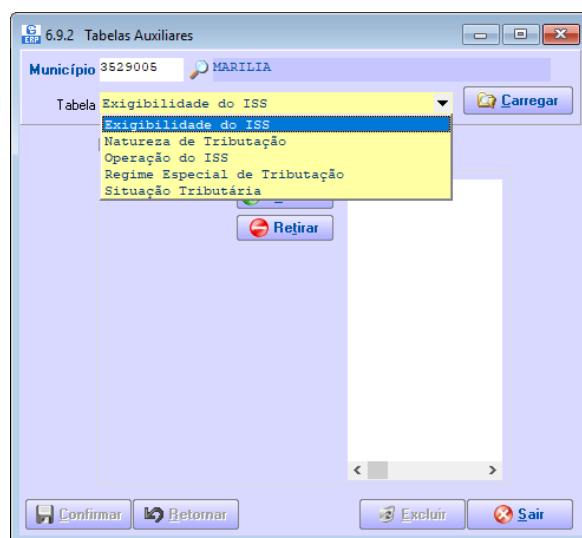 G
ERP
6.9.2 Tabelas Auxiliares
Município 3529005 MARILIA
Tabela Exigibilidade do ISS Carregar
Exigibilidade do ISS
Natureza de Tributação
Operação do ISS
Regime Especial de Tributação
Situação Tributária
Retirar
Confirmar Retornar Excluir Sair